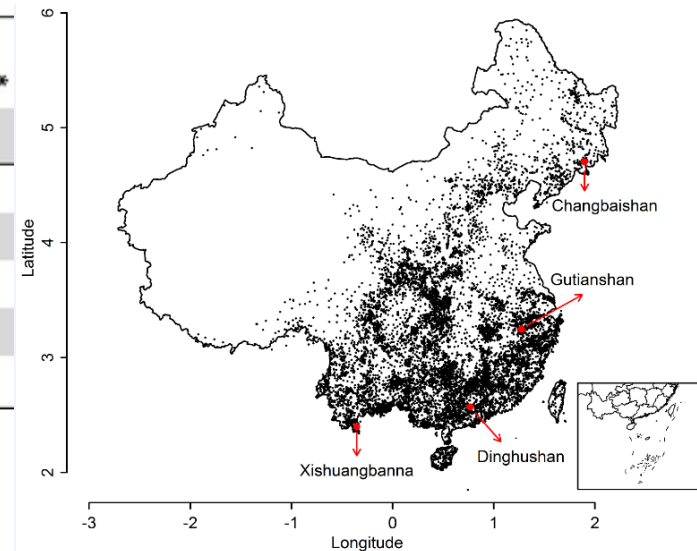 *
6
5
Changbaishan
4
Latitude
Gutianshan
3
Dinghushan
Xishuangbanna
2
-3 -2 -1 0 1 2
Longitude